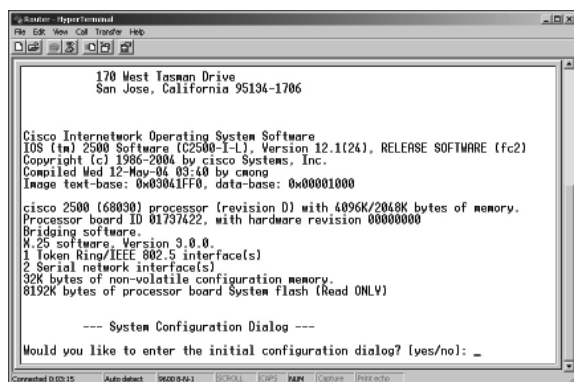 Router - HyperTerminal
File Edit View Call Transfer Help
170 West Tasman Drive
San Jose, California 95134-1706
Cisco Internetwork Operating System Software
IOS (tm) 2500 Software (C2500-I-L), Version 12.1(24), RELEASE SOFTWARE (fc2)
Copyright (c) 1986-2004 by cisco Systems, Inc.
Compiled Wed 12-May-04 03:40 by cmong
Image text-base: 0x03041FF0, data-base: 0x00001000
cisco 2500 (68030) processor (revision D) with 4096K/2048K bytes of memory.
Processor board ID 01737422, with hardware revision 00000000
Bridging software.
X.25 software, Version 3.0.0.
1 Token Ring/IEEE 802.5 interface(s)
2 Serial network interface(s)
32K bytes of non-volatile configuration memory.
8192K bytes of processor board System flash (Read ONLY)
--- System Configuration Dialog ---
Would you like to enter the initial configuration dialog? [yes/no]: _
Connected 0:03:15 Auto detect 9600 8-N-1 SCROLL CAPS NUM Capture Print echo